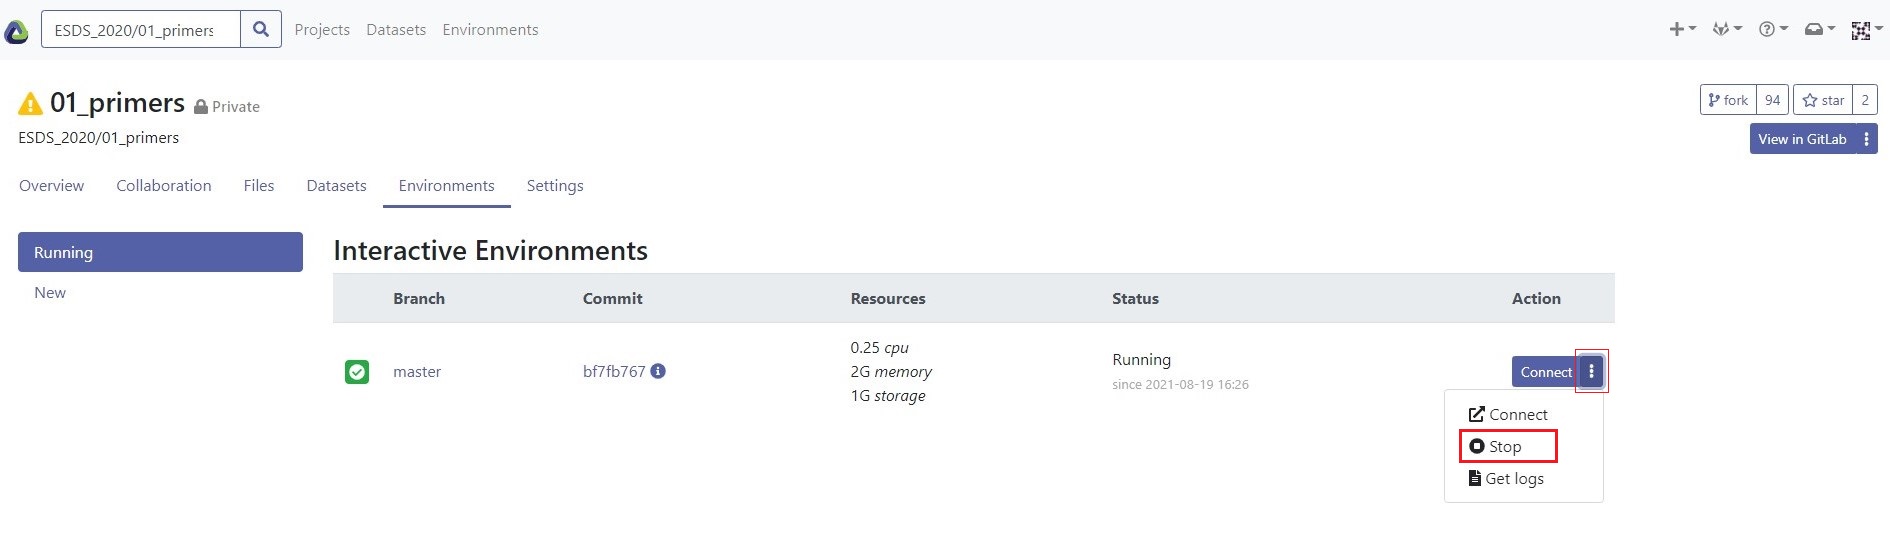 ESDS_2020/01_primers Projects Datasets Environments
01_primers Private
fork 94 star 2
ESDS_2020/01_primers
View in GitLab
Overview Collaboration Files Datasets Environments Settings
Running
New
Interactive Environments
Branch Commit Resources Status Action
master bf7fb767
0.25 cpu
2G memory
1G storage
Running
since 2021-08-19 16:26
Connect
Connect
Stop
Get logs